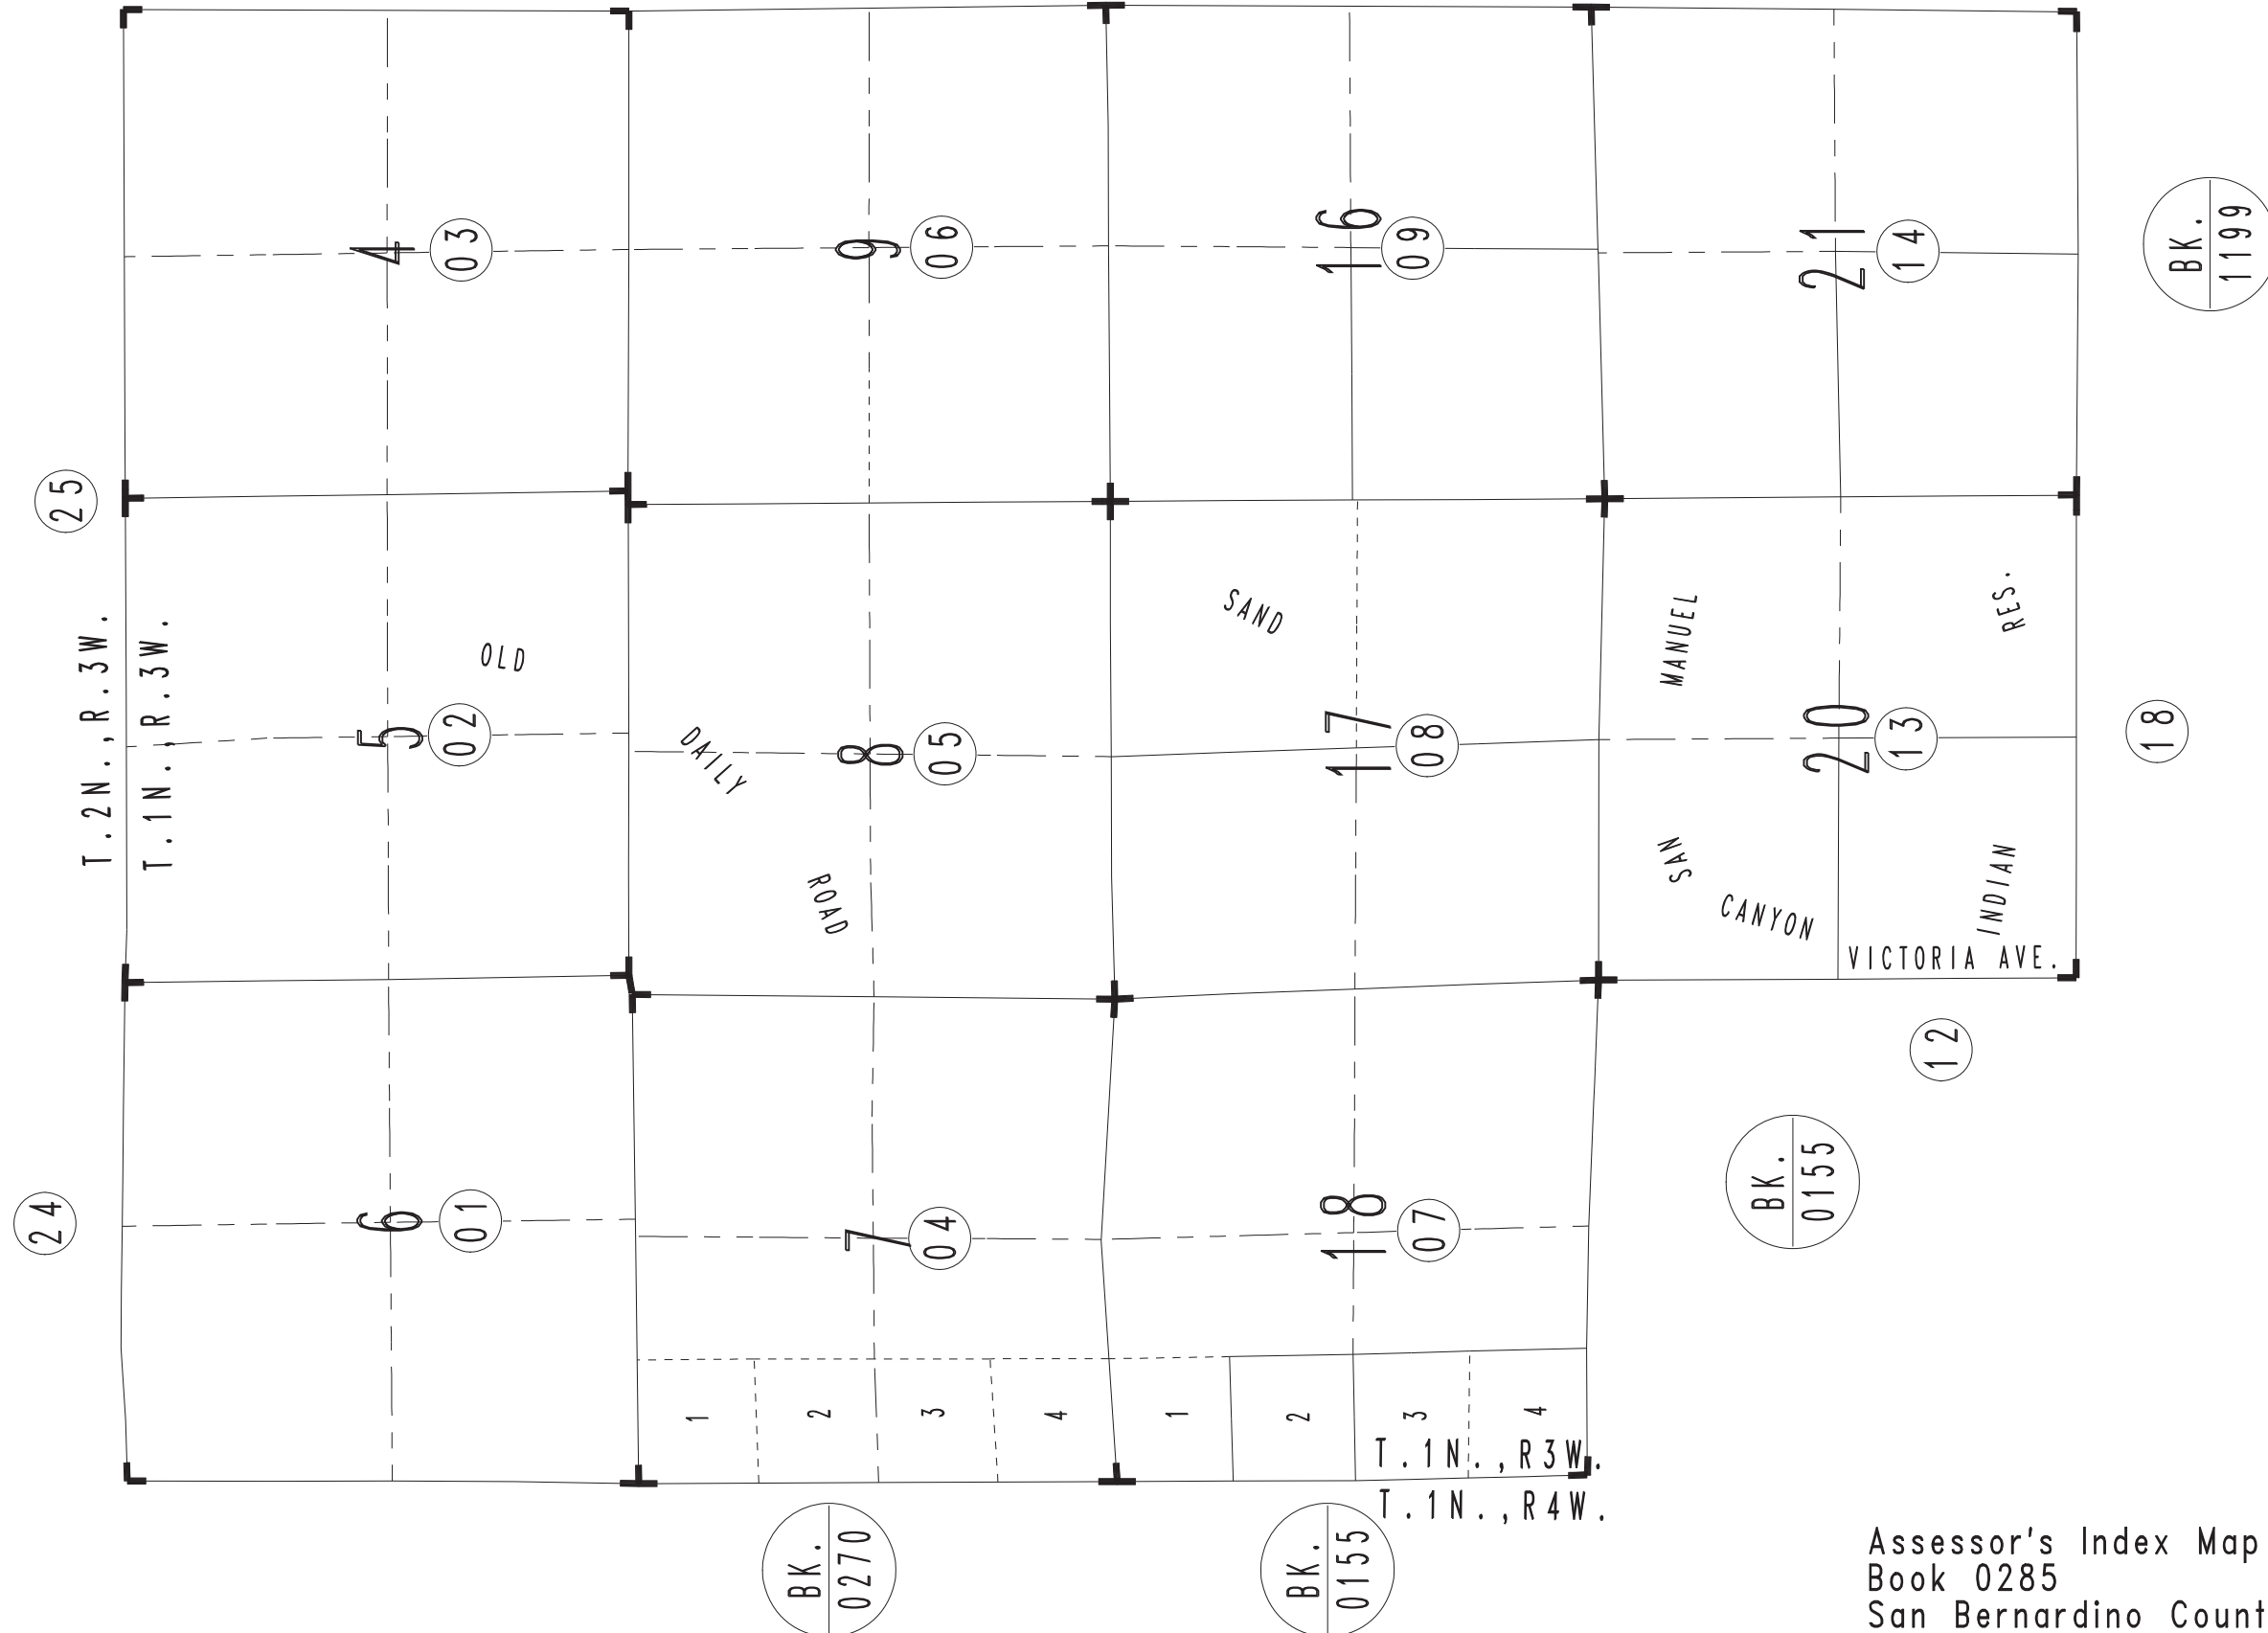 4
03
9
06
16
09
21
14
BK.
1199
25
T.2N.,R.3W.
T.1N.,R.3W.
5
02
OLD
DAILY
ROAD
8
05
SAND
17
08
MANUEL
SAN
CANYON
20
13
RES.
INDIAN
VICTORIA AVE.
18
12
24
6
01
7
04
18
07
BK.
0155
1
2
3
4
1
2
3
4
T.1N.,R3W.
T.1N.,R4W.
BK.
0270
BK.
0155
Assessor's Index Map
Book 0285
San Bernardino Count